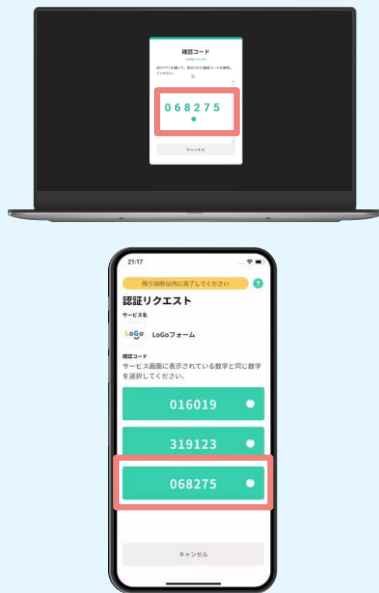 確認コード
068275
キャンセル
21:17
残り50秒以内に完了してください
?
認証リクエスト
サービス名
LoGo
LoGoフォーム
確認コード
サービス画面に表示されている数字と同じ数字
を選択してください。
016019
319123
068275
キャンセル